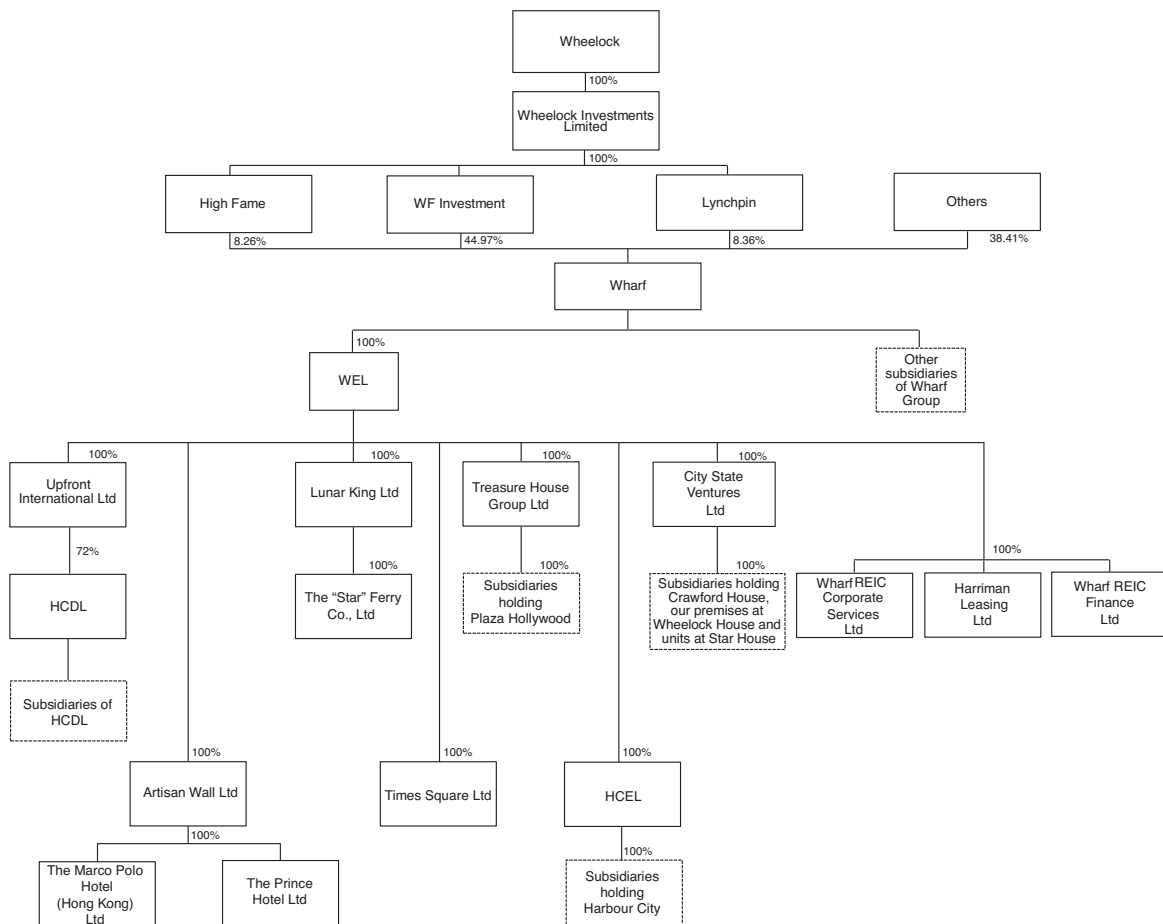 Wheelock
100%
Wheelock Investments
Limited
100%
High Fame
WF Investment
Lynchpin
Others
8.26%
44.97%
8.36%
38.41%
Wharf
100%
WEL
Other
subsidiaries
of Wharf
Group
100%
100%
100%
100%
Upfront
International Ltd
Lunar King Ltd
Treasure House
Group Ltd
City State
Ventures
Ltd
72%
100%
100%
100%
100%
HCDL
The “Star” Ferry
Co., Ltd
Subsidiaries
holding
Plaza Hollywood
Subsidiaries holding
Crawford House,
our premises at
Wheelock House and
units at Star House
Wharf REIC
Corporate
Services
Ltd
Harriman
Leasing
Ltd
Wharf REIC
Finance
Ltd
Subsidiaries of
HCDL
100%
100%
100%
Artisan Wall Ltd
Times Square Ltd
HCEL
100%
100%
The Marco Polo
Hotel
(Hong Kong)
Ltd
The Prince
Hotel Ltd
Subsidiaries
holding
Harbour City